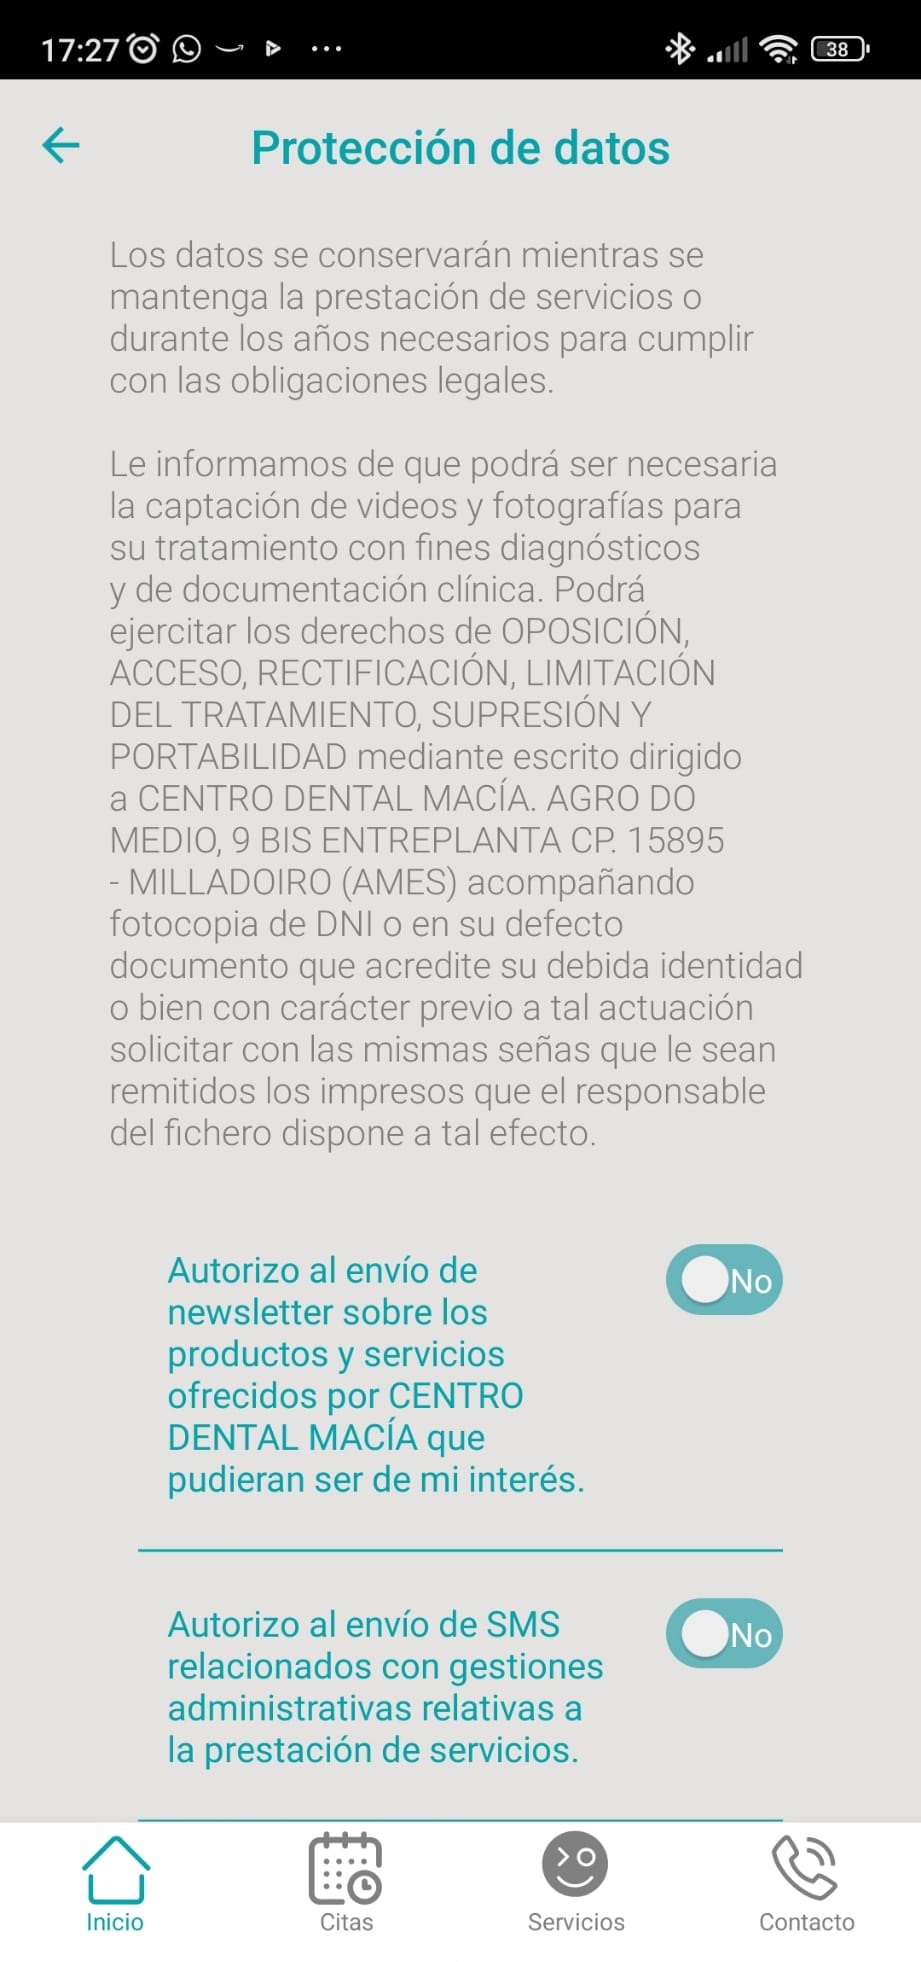 17:27
38
Protección de datos
Los datos se conservarán mientras se
mantenga la prestación de servicios o
durante los años necesarios para cumplir
con las obligaciones legales.
Le informamos de que podrá ser necesaria
la captación de videos y fotografías para
su tratamiento con fines diagnósticos
y de documentación clínica. Podrá
ejercitar los derechos de OPOSICIÓN,
ACCESO, RECTIFICACIÓN, LIMITACIÓN
DEL TRATAMIENTO, SUPRESIÓN Y
PORTABILIDAD mediante escrito dirigido
a CENTRO DENTAL MACÍA. AGRO DO
MEDIO, 9 BIS ENTREPLANTA CP. 15895
- MILLADOIRO (AMES) acompañando
fotocopia de DNI o en su defecto
documento que acredite su debida identidad
o bien con carácter previo a tal actuación
solicitar con las mismas señas que le sean
remitidos los impresos que el responsable
del fichero dispone a tal efecto.
Autorizo al envío de
newsletter sobre los
productos y servicios
ofrecidos por CENTRO
DENTAL MACÍA que
pudieran ser de mi interés.
No
Autorizo al envío de SMS
relacionados con gestiones
administrativas relativas a
la prestación de servicios.
No
Inicio
Citas
Servicios
Contacto